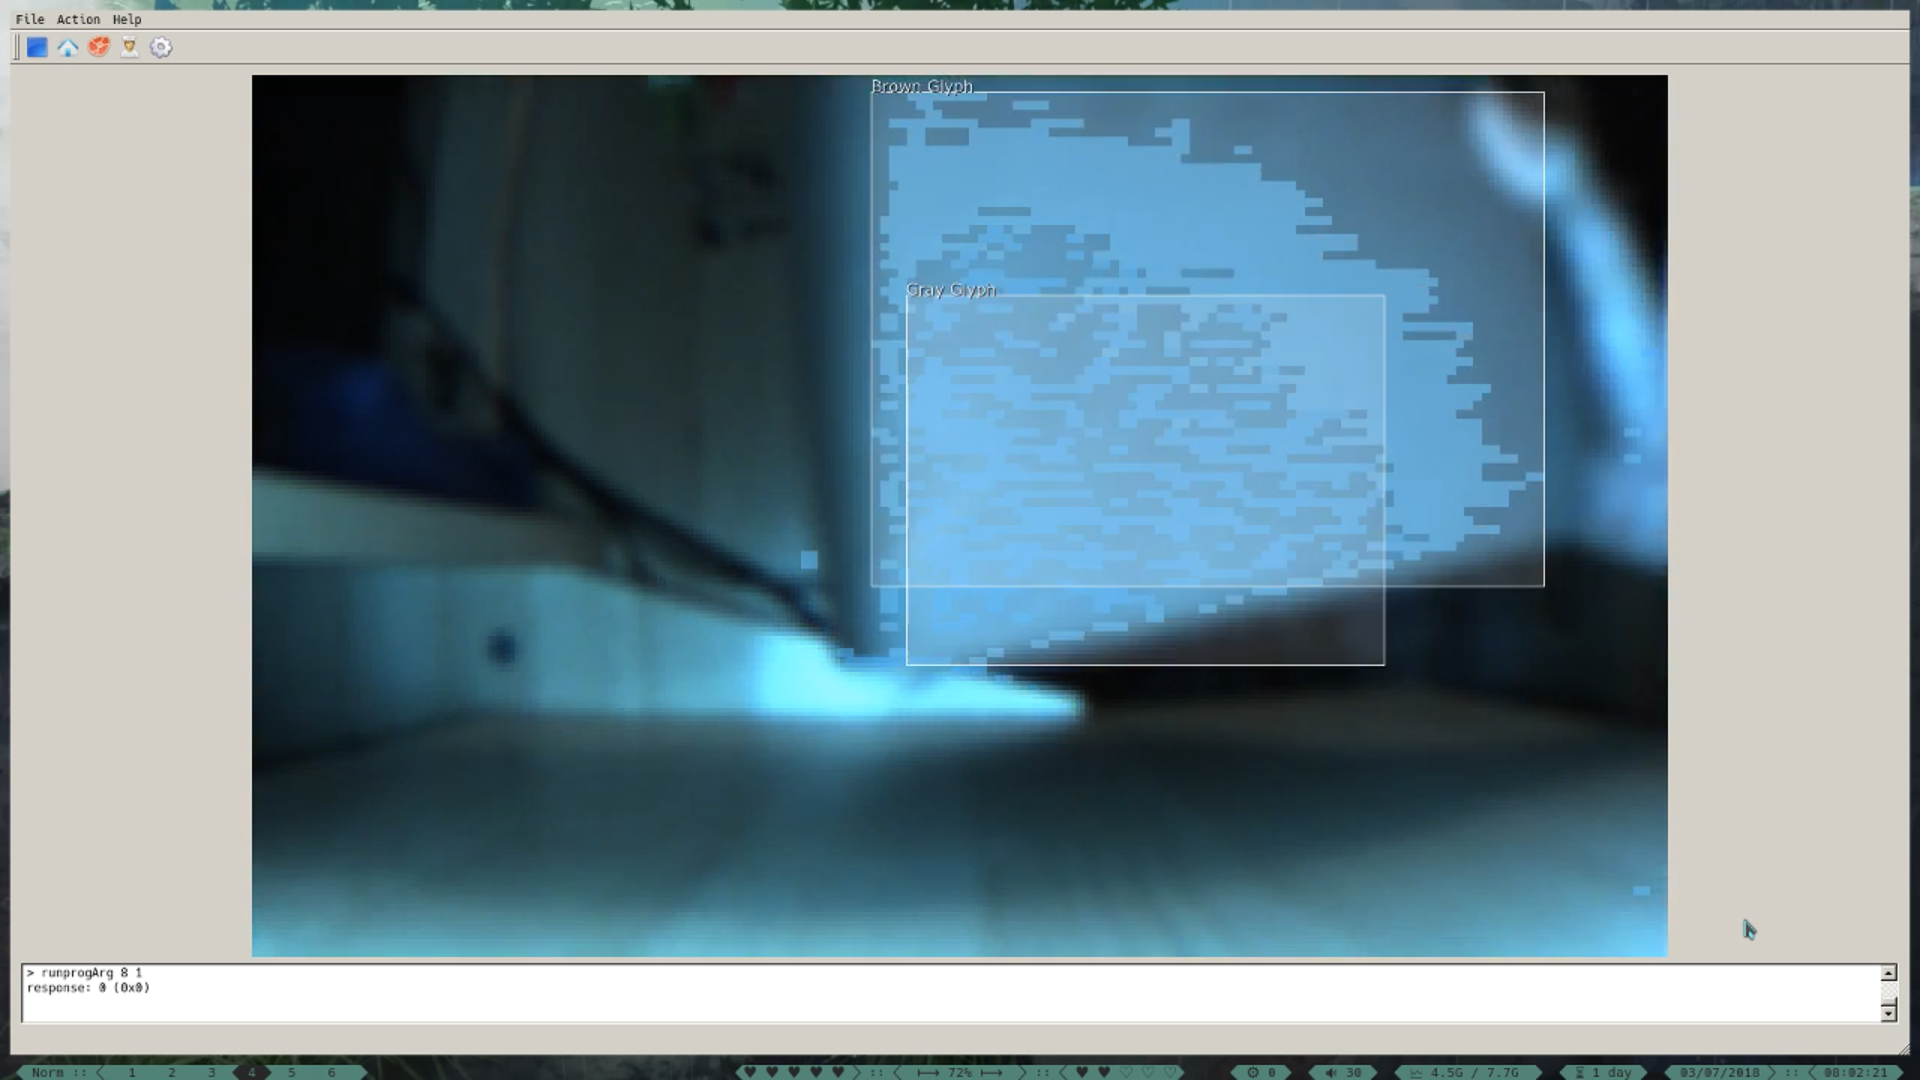 File Action Help
Brown Glyph
Gray Glyph
> runprogArg 8 1
response: 0 (0x0)
Norm :: 1 2 3 4 5 6 :: 72% :: 0 30 4.5G / 7.7G 1 day 03/07/2018 :: 08:02:21